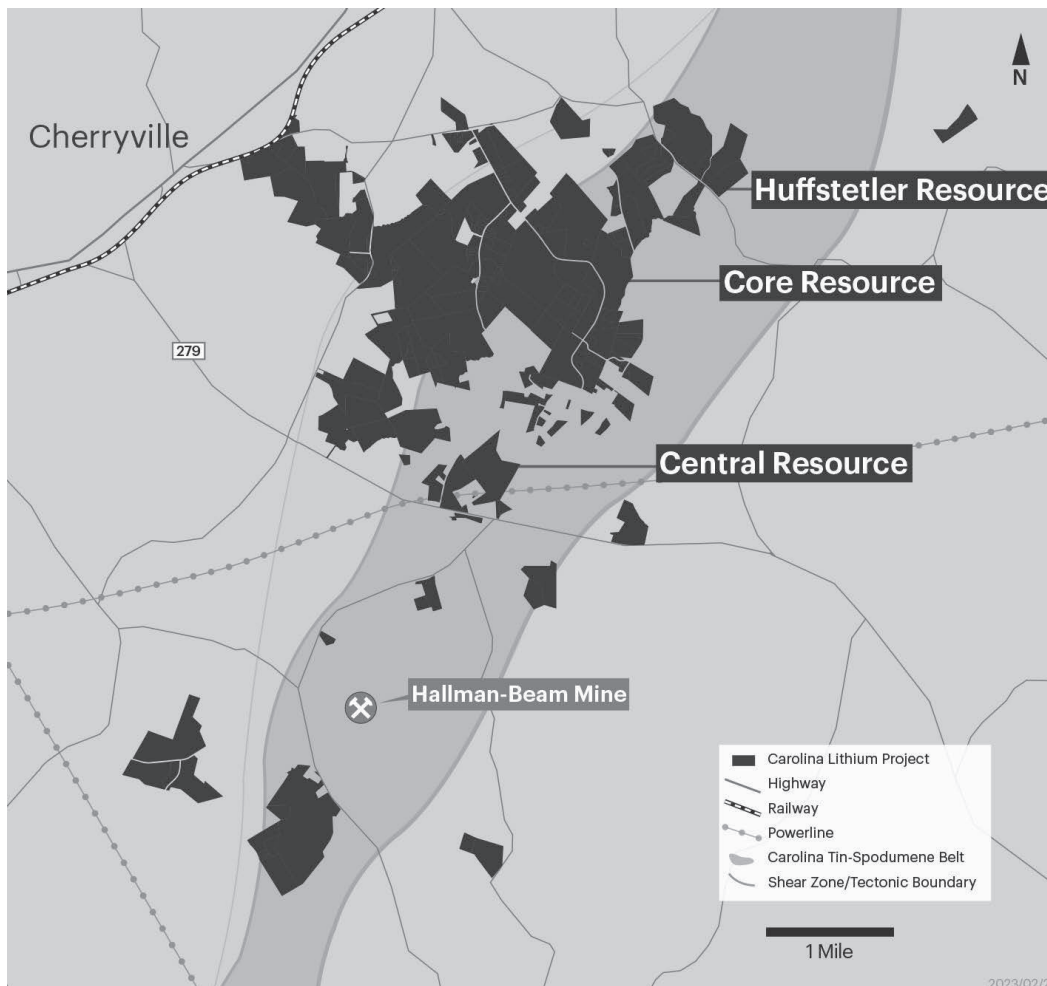 N
Cherryville
Huffstetler Resource
Core Resource
279
Central Resource
Hallman-Beam Mine
Carolina Lithium Project
Highway
Railway
Powerline
Carolina Tin-Spodumene Belt
Shear Zone/Tectonic Boundary
1 Mile